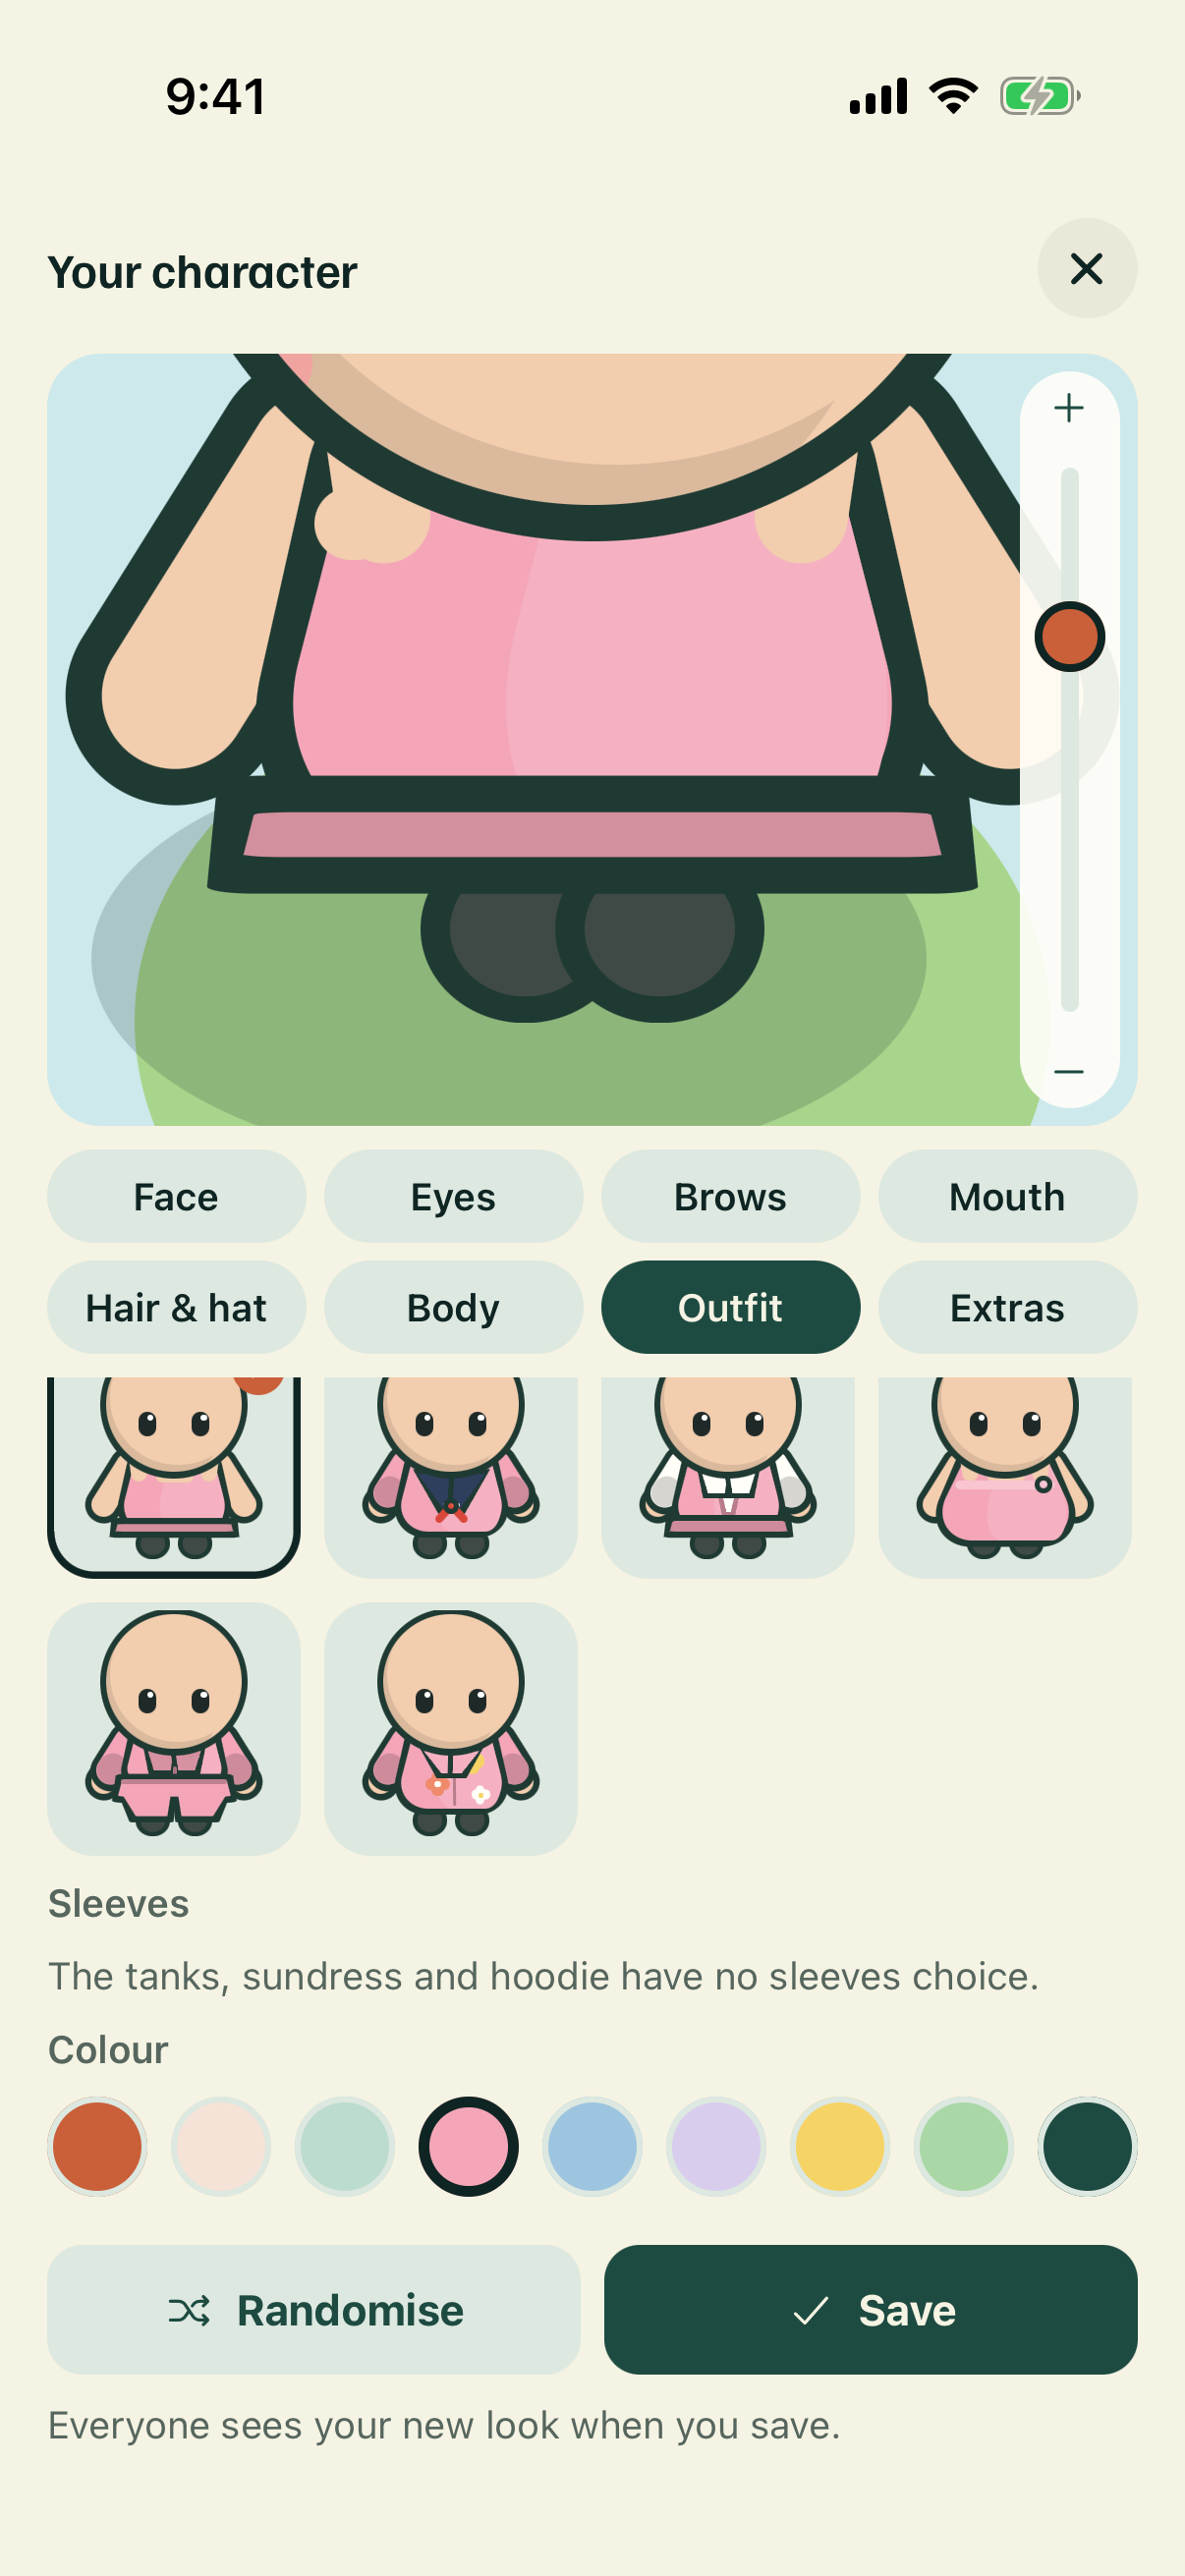 9:41
Your character
Face
Eyes
Brows
Mouth
Hair & hat
Body
Outfit
Extras
Sleeves
The tanks, sundress and hoodie have no sleeves choice.
Colour
Randomise
Save
Everyone sees your new look when you save.